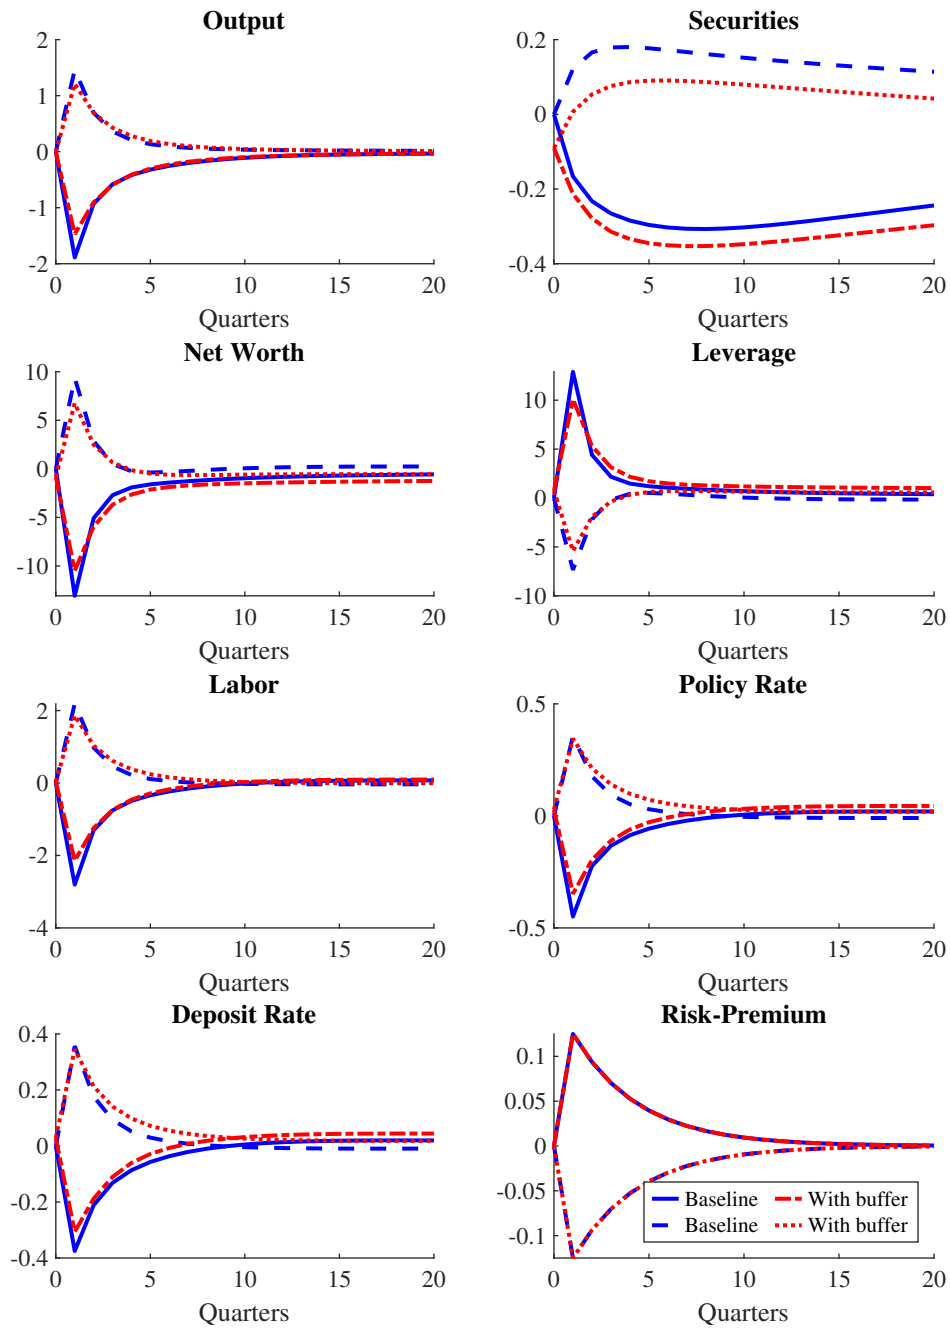 Output
2
1
0
-1
-2
0 5 10 15 20
Quarters
Securities
0.2
0
-0.2
-0.4
0 5 10 15 20
Quarters
Net Worth
10
5
0
-5
-10
0 5 10 15 20
Quarters
Leverage
10
5
0
-5
-10
0 5 10 15 20
Quarters
Labor
2
0
-2
-4
0 5 10 15 20
Quarters
Policy Rate
0.5
0
-0.5
0 5 10 15 20
Quarters
Deposit Rate
0.4
0.2
0
-0.2
-0.4
0 5 10 15 20
Quarters
Risk-Premium
0.1
0.05
0
-0.05
-0.1
Baseline With buffer
Baseline With buffer
0 5 10 15 20
Quarters